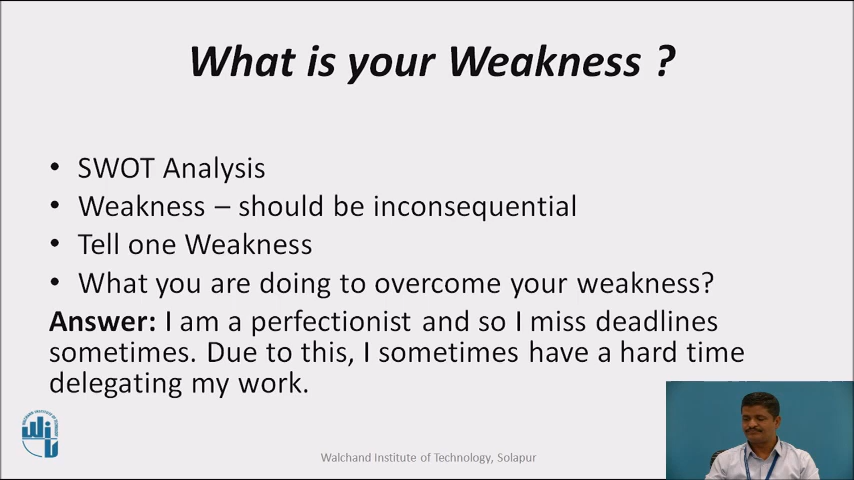 What is your Weakness ?
• SWOT Analysis
• Weakness – should be inconsequential
• Tell one Weakness
• What you are doing to overcome your weakness?
Answer: I am a perfectionist and so I miss deadlines
sometimes. Due to this, I sometimes have a hard time
delegating my work.
Walchand Institute of Technology, Solapur